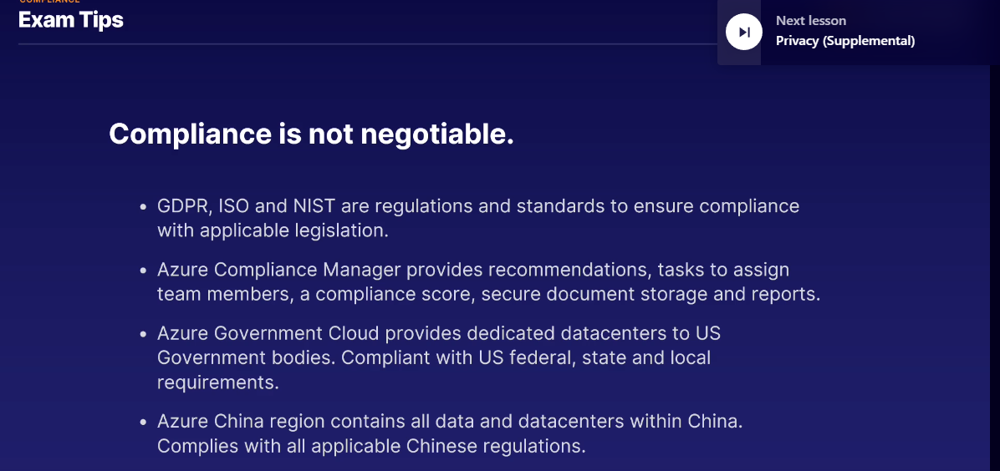 COMPLIANCE
Exam Tips
Next lesson
Privacy (Supplemental)
Compliance is not negotiable.
• GDPR, ISO and NIST are regulations and standards to ensure compliance
with applicable legislation.
• Azure Compliance Manager provides recommendations, tasks to assign
team members, a compliance score, secure document storage and reports.
• Azure Government Cloud provides dedicated datacenters to US
Government bodies. Compliant with US federal, state and local
requirements.
• Azure China region contains all data and datacenters within China.
Complies with all applicable Chinese regulations.